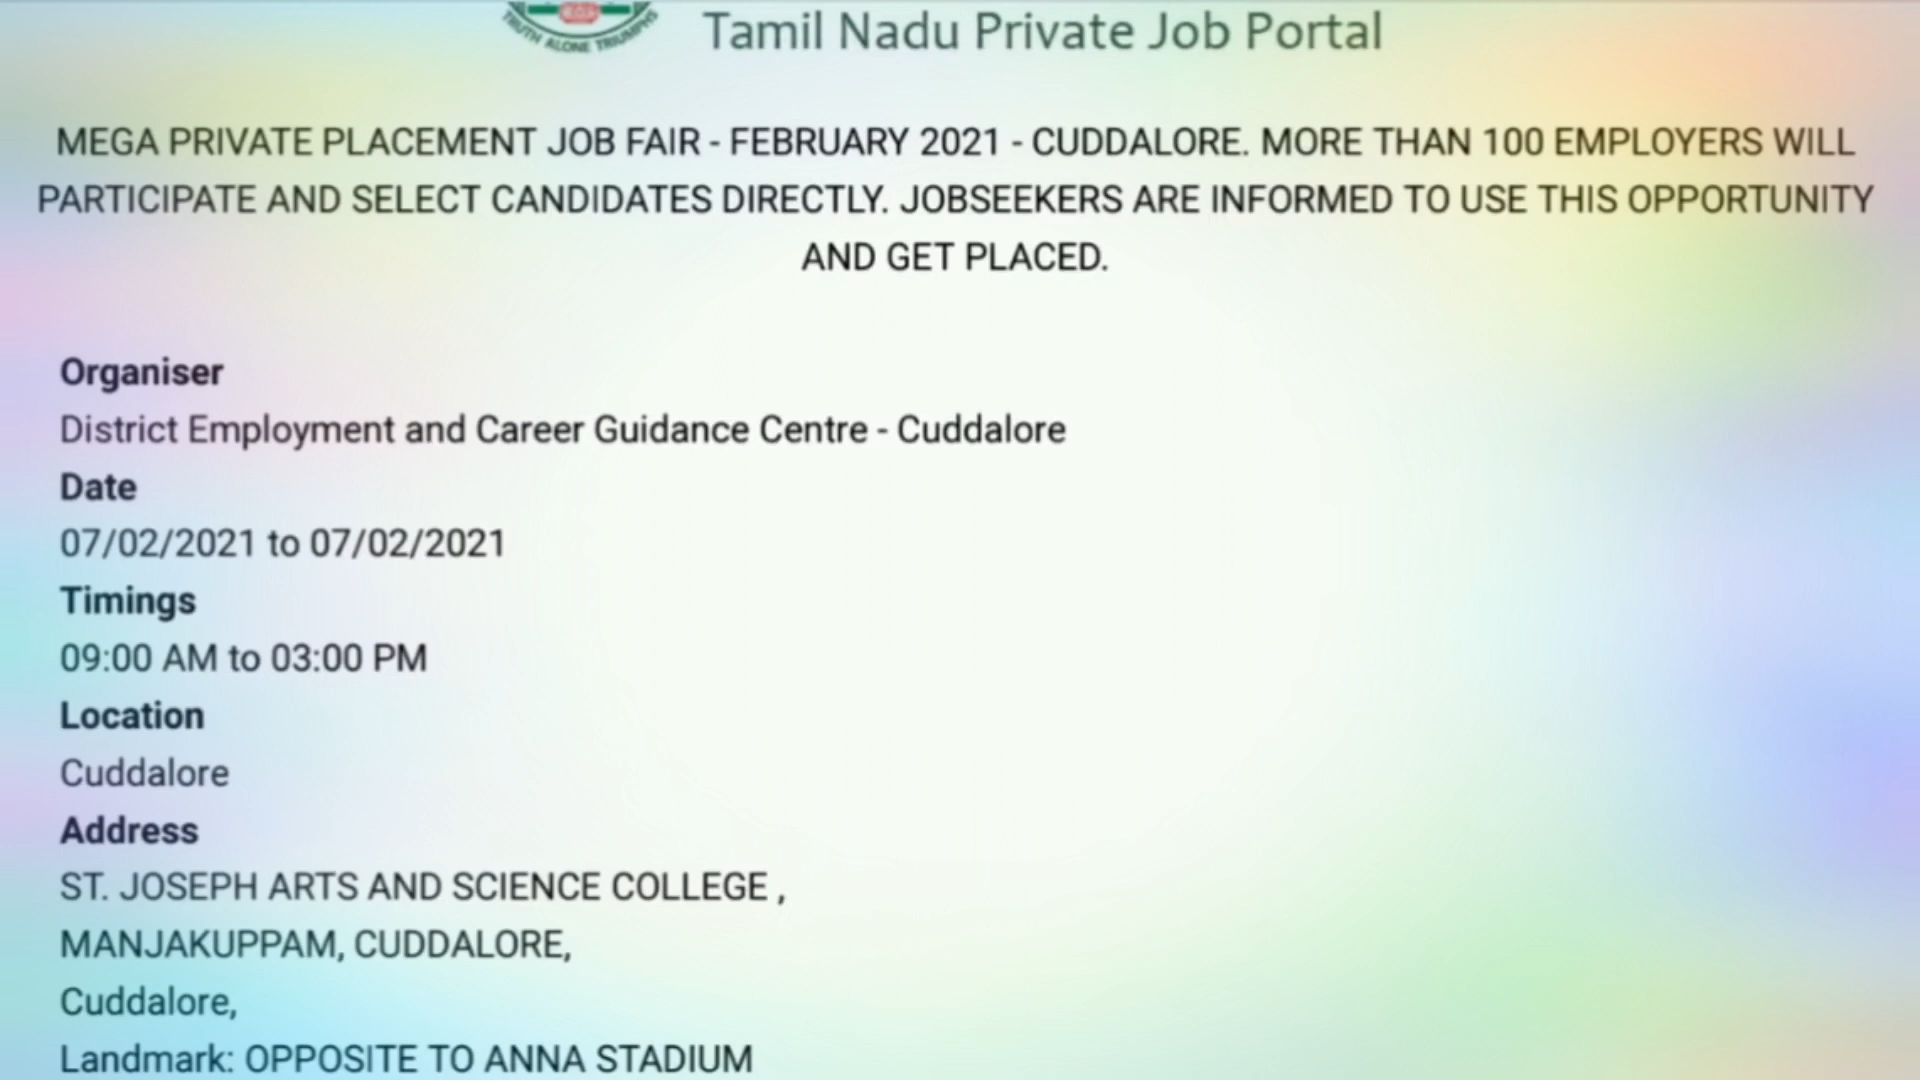 TRUTH ALONE TRIUMPHS
Tamil Nadu Private Job Portal
MEGA PRIVATE PLACEMENT JOB FAIR - FEBRUARY 2021 - CUDDALORE. MORE THAN 100 EMPLOYERS WILL
PARTICIPATE AND SELECT CANDIDATES DIRECTLY. JOBSEEKERS ARE INFORMED TO USE THIS OPPORTUNITY
AND GET PLACED.
Organiser
District Employment and Career Guidance Centre - Cuddalore
Date
07/02/2021 to 07/02/2021
Timings
09:00 AM to 03:00 PM
Location
Cuddalore
Address
ST. JOSEPH ARTS AND SCIENCE COLLEGE ,
MANJAKUPPAM, CUDDALORE,
Cuddalore,
Landmark: OPPOSITE TO ANNA STADIUM